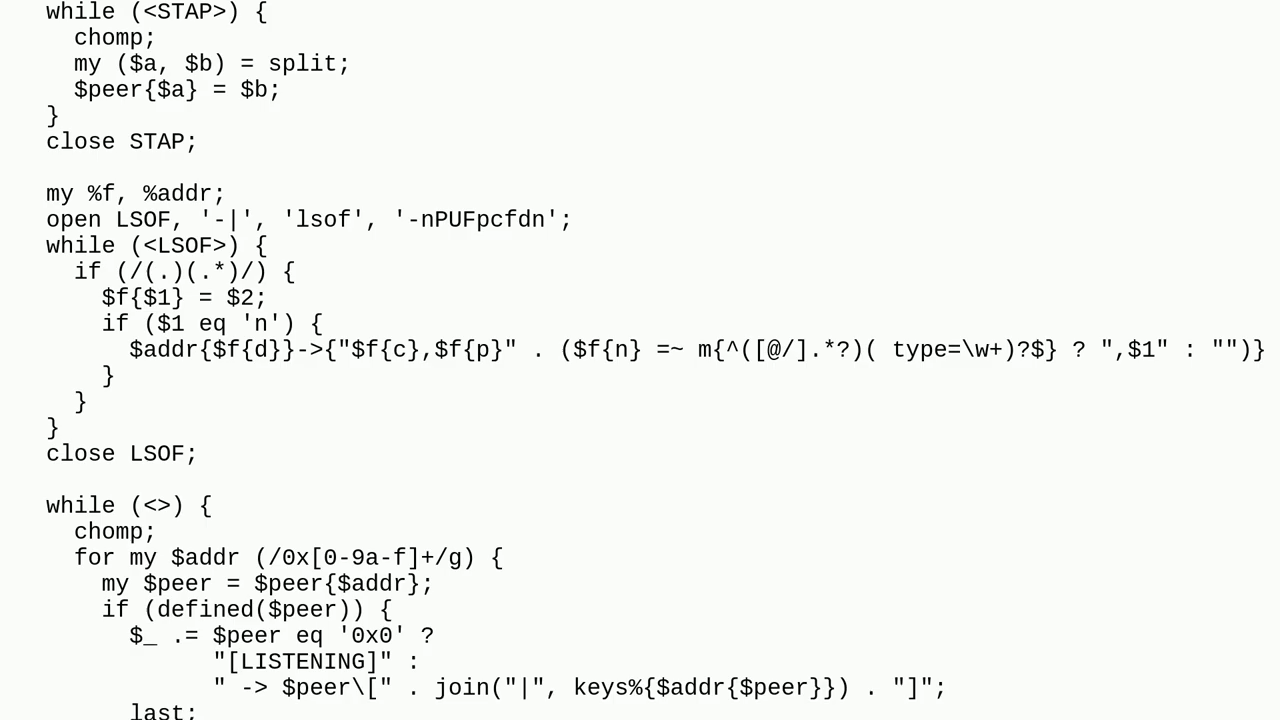 while (<STAP>) {
  chomp;
  my ($a, $b) = split;
  $peer{$a} = $b;
}
close STAP;

my %f, %addr;
open LSOF, '-|', 'lsof', '-nPUFpcfdn';
while (<LSOF>) {
  if (/(.)(.*)/) {
    $f{$1} = $2;
    if ($1 eq 'n') {
      $addr{$f{d}}->{"$f{c},$f{p}" . ($f{n} =~ m{^([@/].*?)( type=\w+)?$} ? ",$1" : "")}
    }
  }
}
close LSOF;

while (<>) {
  chomp;
  for my $addr (/0x[0-9a-f]+/g) {
    my $peer = $peer{$addr};
    if (defined($peer)) {
      $_ .= $peer eq '0x0' ?
            "[LISTENING]" :
            " -> $peer\[" . join("|", keys%{$addr{$peer}}) . "]";
      last;